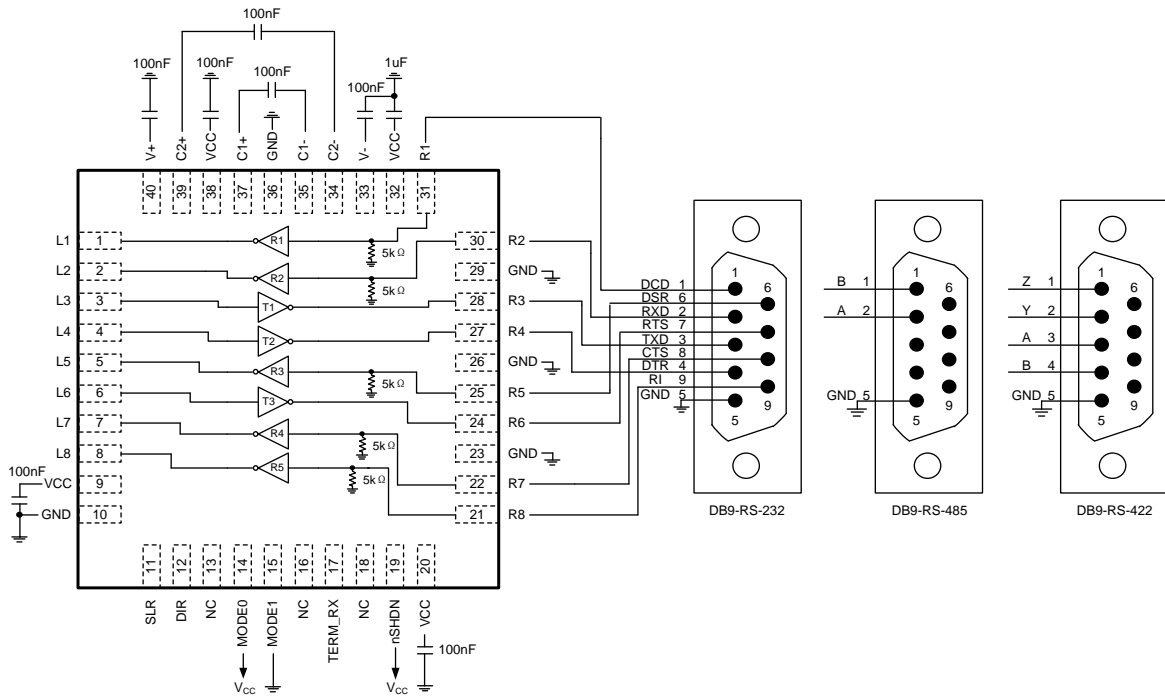 100nF
100nF 100nF 100nF 100nF 1uF
V+ C2+ VCC C1+ GND C1- C2- V- VCC R1
40 39 38 37 36 35 34 33 32 31
L1 1 R1 5kΩ 30 R2
L2 2 R2 5kΩ 29 GND
L3 3 T1 28 R3
L4 4 T2 27 R4
L5 5 R3 5kΩ 26 GND
L6 6 T3 25 R5
L7 7 R4 5kΩ 24 R6
L8 8 R5 5kΩ 23 GND
100nF
VCC 9 22 R7
GND 10 21 R8
11 12 13 14 15 16 17 18 19 20
SLR DIR NC MODE0 MODE1 NC TERM_RX NC nSHDN VCC
100nF
VCC VCC
DCD 1
DSR 6
RXD 2
RTS 7
TXD 3
CTS 8
DTR 4
RI 9
GND 5
1 6
5 9
DB9-RS-232
B 1
A 2
GND 5
1 6
5 9
DB9-RS-485
Z 1
Y 2
A 3
B 4
GND 5
1 6
5 9
DB9-RS-422